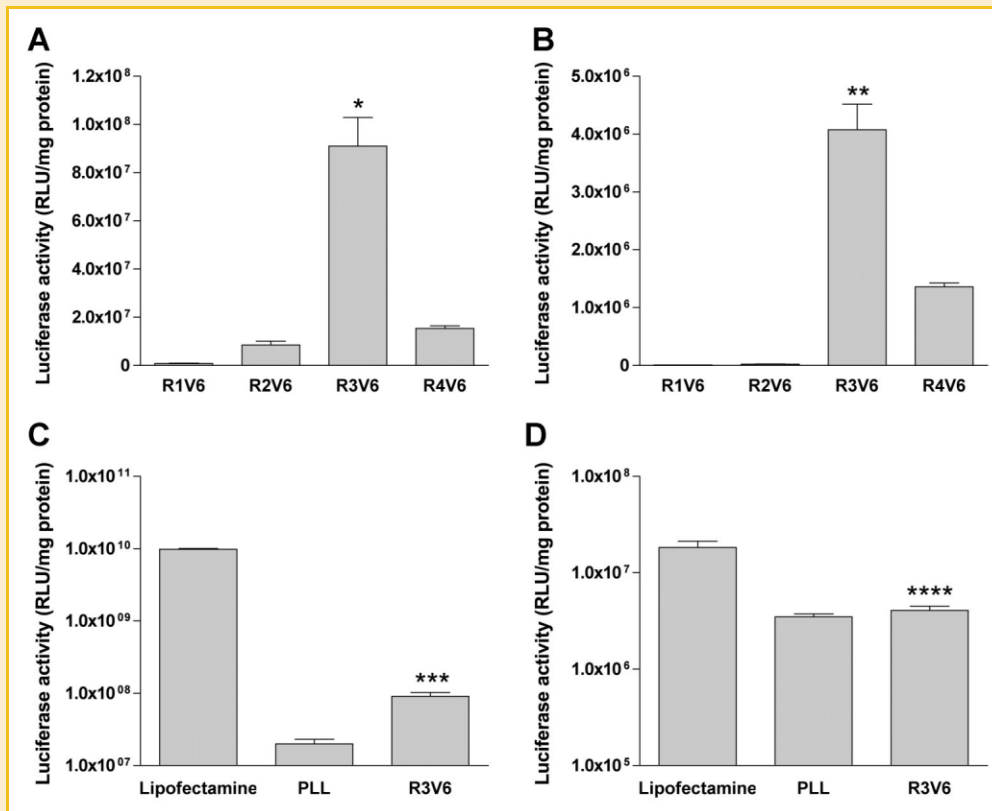 A
Luciferase activity (RLU/mg protein)
1.2x10⁸
1.0x10⁸
8.0x10⁷
6.0x10⁷
4.0x10⁷
2.0x10⁷
0
*
R1V6 R2V6 R3V6 R4V6
B
Luciferase activity (RLU/mg protein)
5.0x10⁶
4.0x10⁶
3.0x10⁶
2.0x10⁶
1.0x10⁶
0
**
R1V6 R2V6 R3V6 R4V6
C
Luciferase activity (RLU/mg protein)
1.0x10¹¹
1.0x10¹⁰
1.0x10⁰⁹
1.0x10⁰⁸
1.0x10⁰⁷
***
Lipofectamine PLL R3V6
D
Luciferase activity (RLU/mg protein)
1.0x10⁸
1.0x10⁷
1.0x10⁶
1.0x10⁵
****
Lipofectamine PLL R3V6